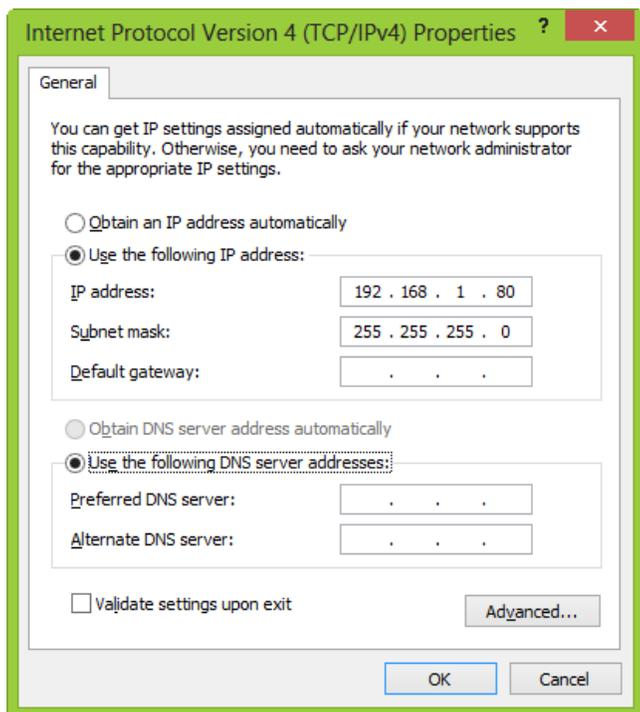 Internet Protocol Version 4 (TCP/IPv4) Properties ? ×
General
You can get IP settings assigned automatically if your network supports
this capability. Otherwise, you need to ask your network administrator
for the appropriate IP settings.
Obtain an IP address automatically
Use the following IP address:
IP address: 192 . 168 . 1 . 80
Subnet mask: 255 . 255 . 255 . 0
Default gateway: . . .
Obtain DNS server address automatically
Use the following DNS server addresses:
Preferred DNS server: . . .
Alternate DNS server: . . .
Validate settings upon exit
Advanced...
OK Cancel